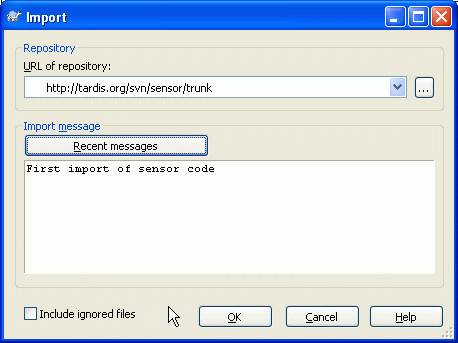 Import
Repository
URL of repository:
http://tardis.org/svn/sensor/trunk
...
Import message
Recent messages
First import of sensor code
Include ignored files
OK
Cancel
Help